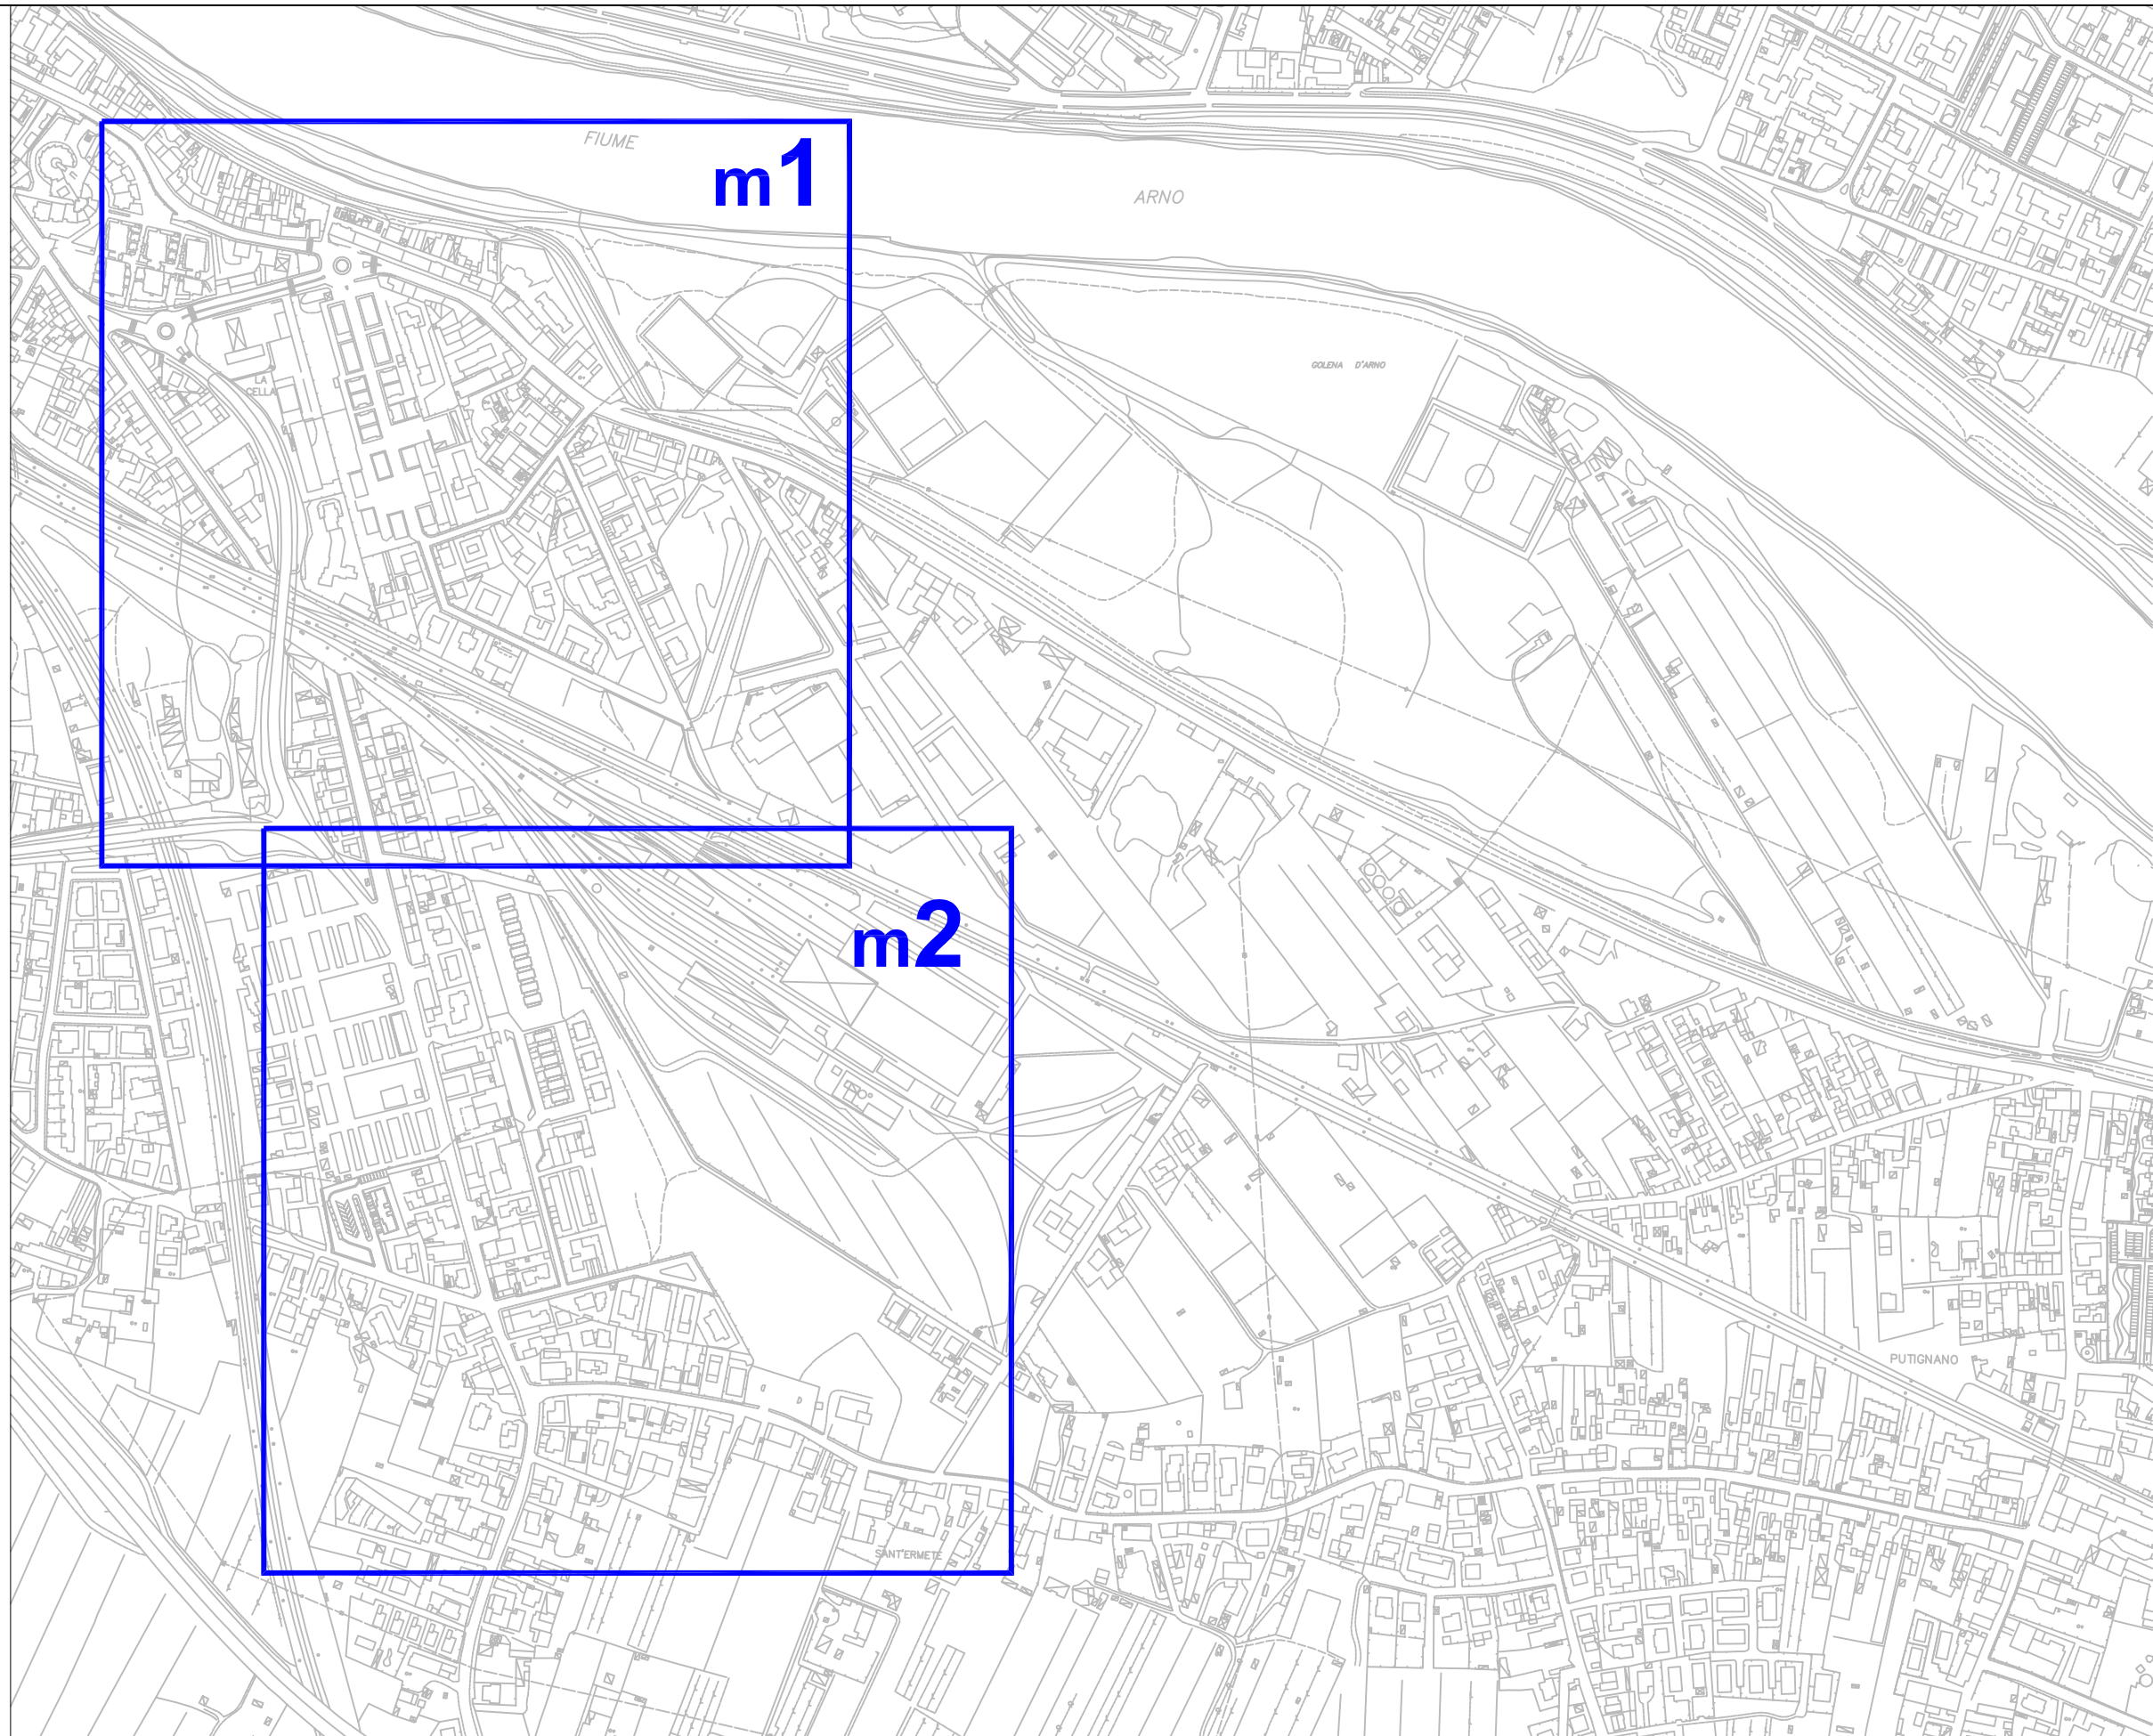 FIUME
m1
ARNO
GOLENA D'ARNO
LA
CELLA
m2
PUTIGNANO
SANT'ERMETE